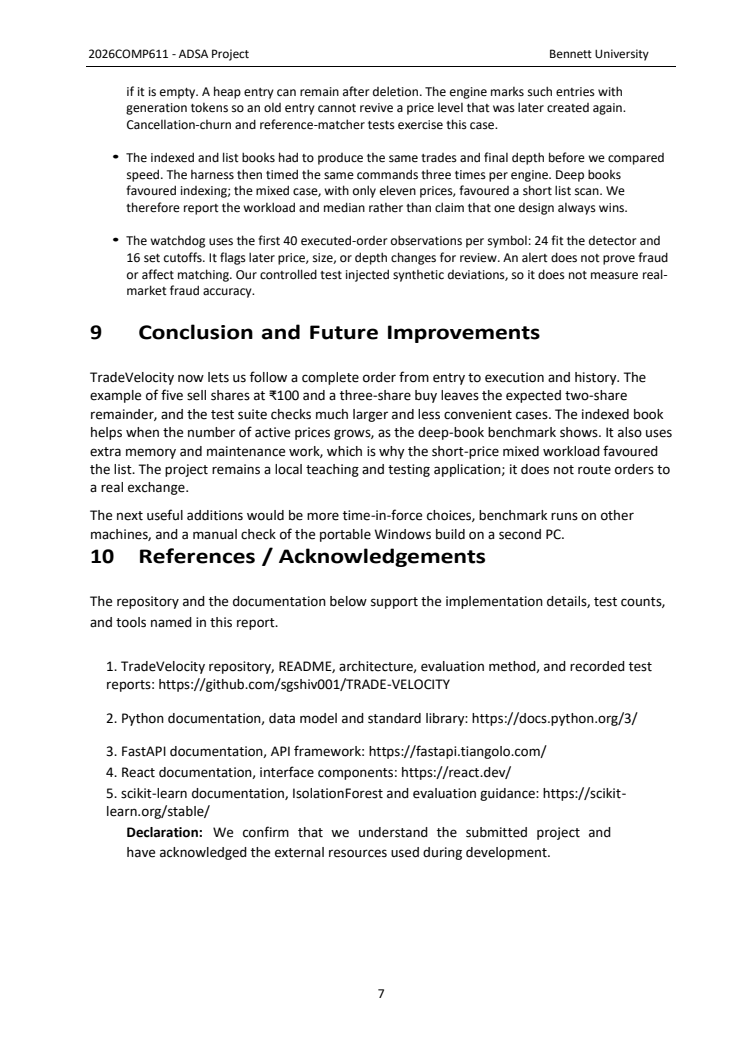 2026COMP611 - ADSA Project Bennett University
if it is empty. A heap entry can remain after deletion. The engine marks such entries with
generation tokens so an old entry cannot revive a price level that was later created again.
Cancellation-churn and reference-matcher tests exercise this case.
• The indexed and list books had to produce the same trades and final depth before we compared
speed. The harness then timed the same commands three times per engine. Deep books
favoured indexing; the mixed case, with only eleven prices, favoured a short list scan. We
therefore report the workload and median rather than claim that one design always wins.
• The watchdog uses the first 40 executed-order observations per symbol: 24 fit the detector and
16 set cutoffs. It flags later price, size, or depth changes for review. An alert does not prove fraud
or affect matching. Our controlled test injected synthetic deviations, so it does not measure real-
market fraud accuracy.
9 Conclusion and Future Improvements
TradeVelocity now lets us follow a complete order from entry to execution and history. The
example of five sell shares at ₹100 and a three-share buy leaves the expected two-share
remainder, and the test suite checks much larger and less convenient cases. The indexed book
helps when the number of active prices grows, as the deep-book benchmark shows. It also uses
extra memory and maintenance work, which is why the short-price mixed workload favoured
the list. The project remains a local teaching and testing application; it does not route orders to
a real exchange.
The next useful additions would be more time-in-force choices, benchmark runs on other
machines, and a manual check of the portable Windows build on a second PC.
10 References / Acknowledgements
The repository and the documentation below support the implementation details, test counts,
and tools named in this report.
1. TradeVelocity repository, README, architecture, evaluation method, and recorded test
reports: https://github.com/sgshiv001/TRADE-VELOCITY
2. Python documentation, data model and standard library: https://docs.python.org/3/
3. FastAPI documentation, API framework: https://fastapi.tiangolo.com/
4. React documentation, interface components: https://react.dev/
5. scikit-learn documentation, IsolationForest and evaluation guidance: https://scikit-
learn.org/stable/
Declaration: We confirm that we understand the submitted project and
have acknowledged the external resources used during development.
7